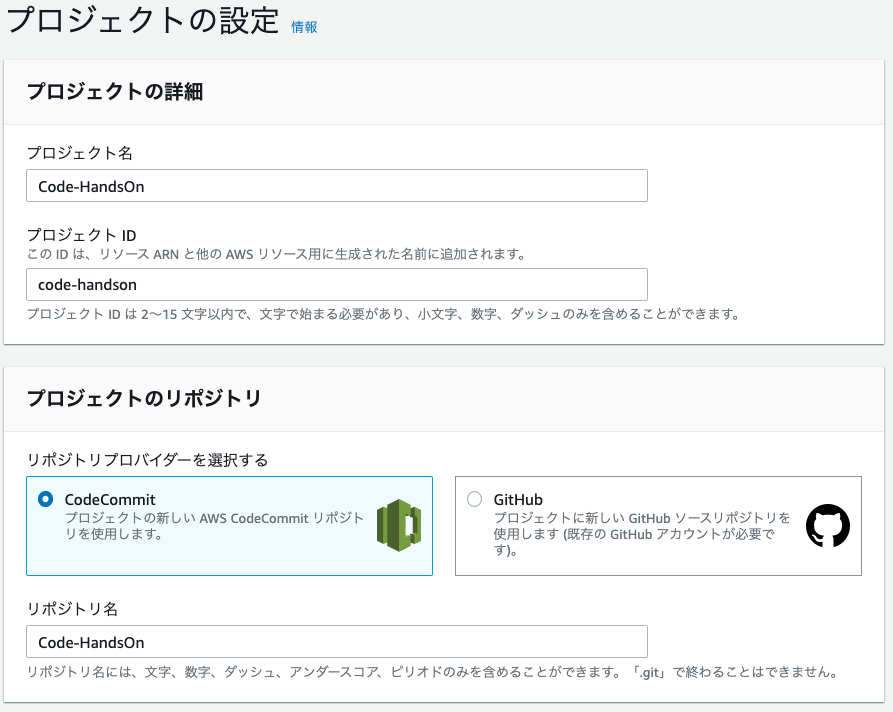 プロジェクトの設定 情報
プロジェクトの詳細
プロジェクト名
Code-HandsOn
プロジェクト ID
この ID は、リソース ARN と他の AWS リソース用に生成された名前に追加されます。
code-handson
プロジェクト ID は 2〜15 文字以内で、文字で始まる必要があり、小文字、数字、ダッシュのみを含めることができます。
プロジェクトのリポジトリ
リポジトリプロバイダーを選択する
CodeCommit
プロジェクトの新しい AWS CodeCommit リポジト
リを使用します。
GitHub
プロジェクトに新しい GitHub ソースリポジトリを
使用します (既存の GitHub アカウントが必要で
す)。
リポジトリ名
Code-HandsOn
リポジトリ名には、文字、数字、ダッシュ、アンダースコア、ピリオドのみを含めることができます。「.git」で終わることはできません。